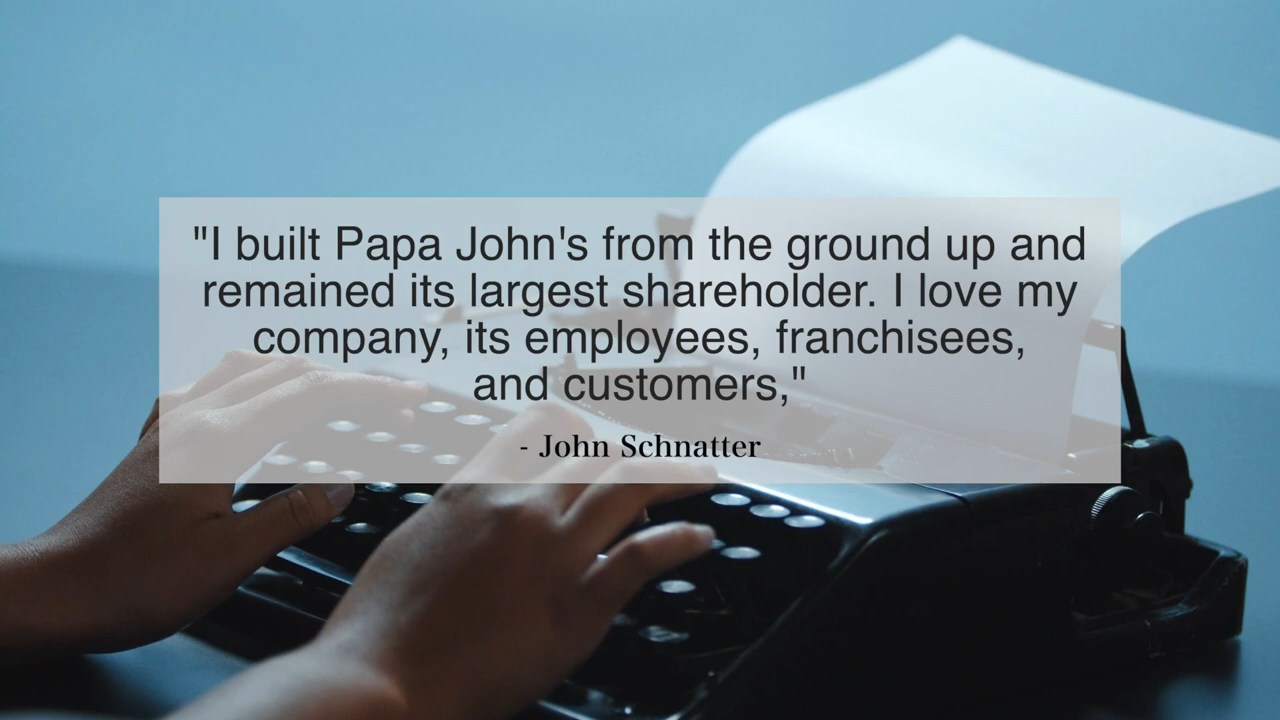 "I built Papa John's from the ground up and
remained its largest shareholder. I love my
company, its employees, franchisees,
and customers,"
- John Schnatter